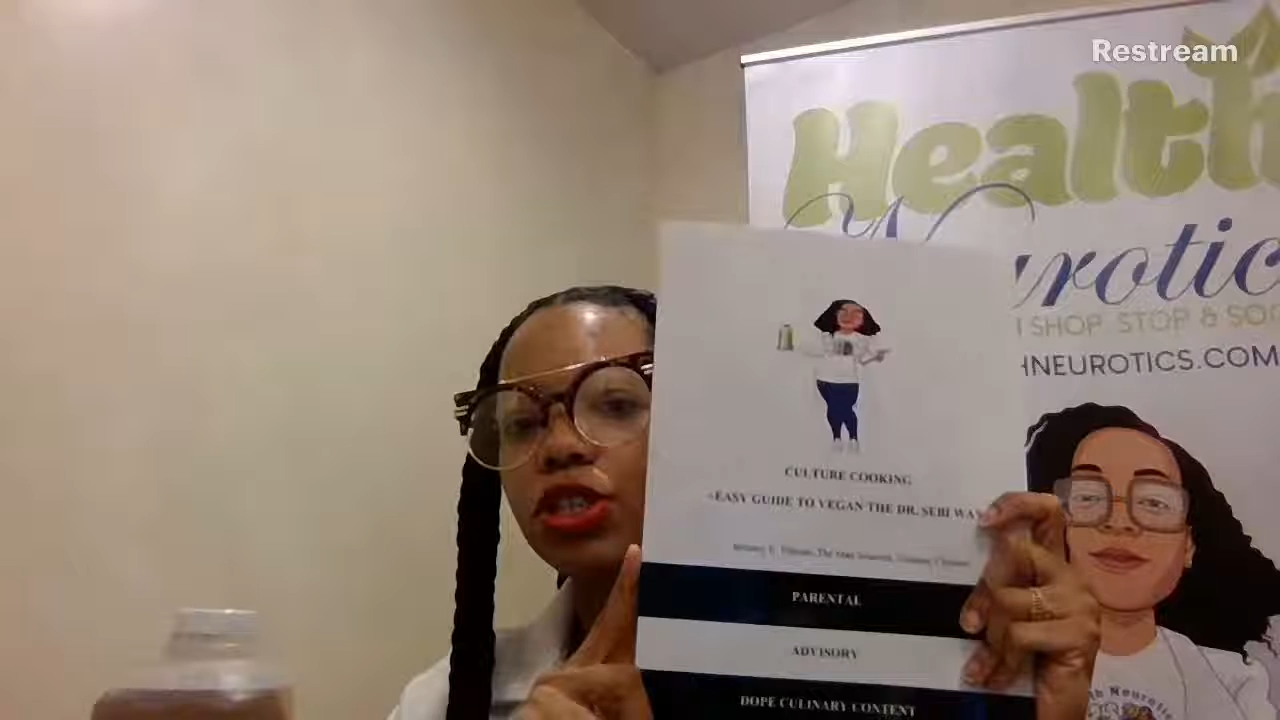 Restream
Health
Neurotic
SHOP STOP & SO
HNEUROTICS.COM
CULTURE COOKING
-EASY GUIDE TO VEGAN THE DR. SEBI WAY
PARENTAL
ADVISORY
DOPE CULINARY CONTENT